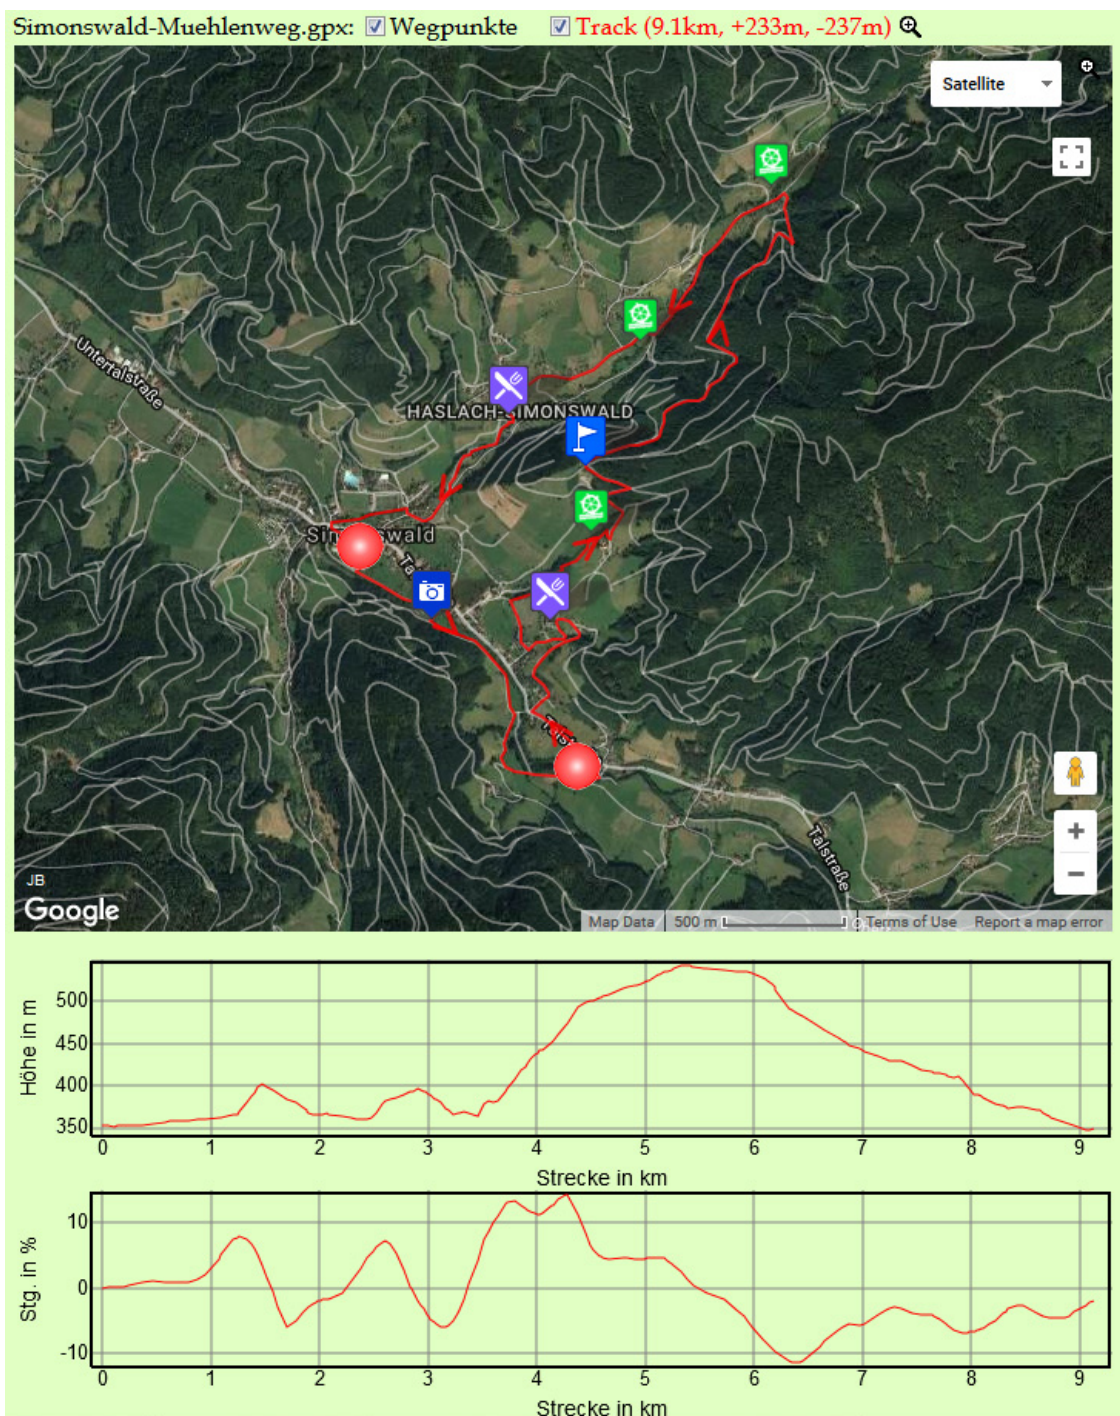 Simonswald-Muehlenweg.gpx: Wegpunkte Track (9.1km, +233m, -237m)
Satellite
Untertalstraße
HASLACH-SIMONSWALD
Talstraße
JB
Google
Map Data 500 m Terms of Use Report a map error
Höhe in m
500
450
400
350
0 1 2 3 4 5 6 7 8 9
Strecke in km
Stg. in %
10
0
-10
0 1 2 3 4 5 6 7 8 9
Strecke in km